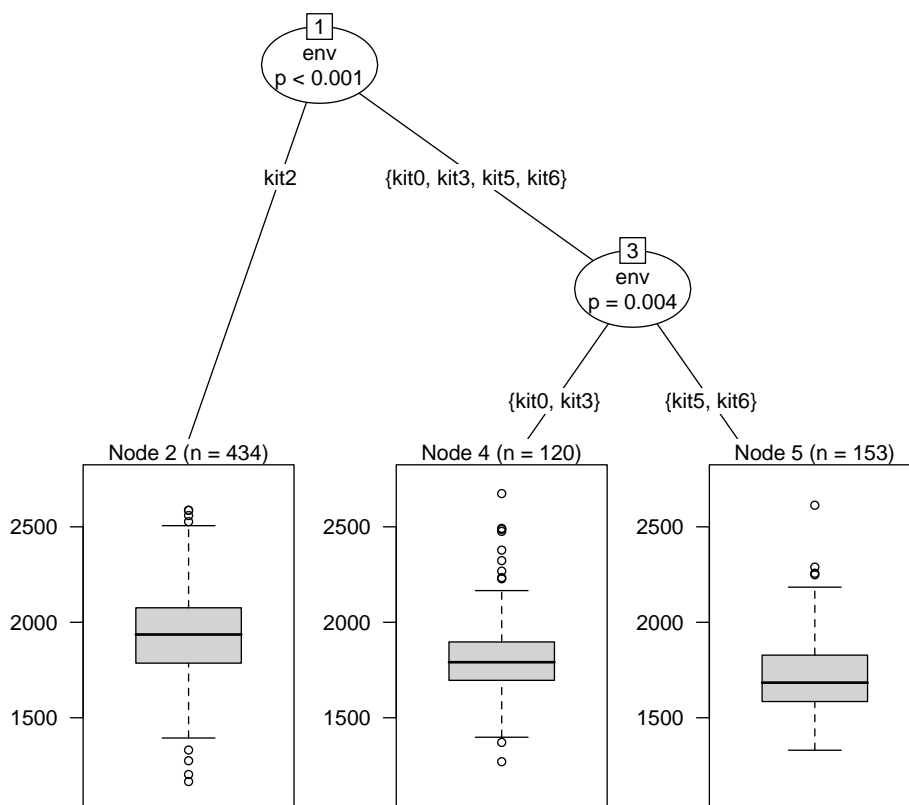 1
env
p < 0.001
kit2
{kit0, kit3, kit5, kit6}
3
env
p = 0.004
{kit0, kit3}
{kit5, kit6}
Node 2 (n = 434)
2500
2000
1500
Node 4 (n = 120)
2500
2000
1500
Node 5 (n = 153)
2500
2000
1500